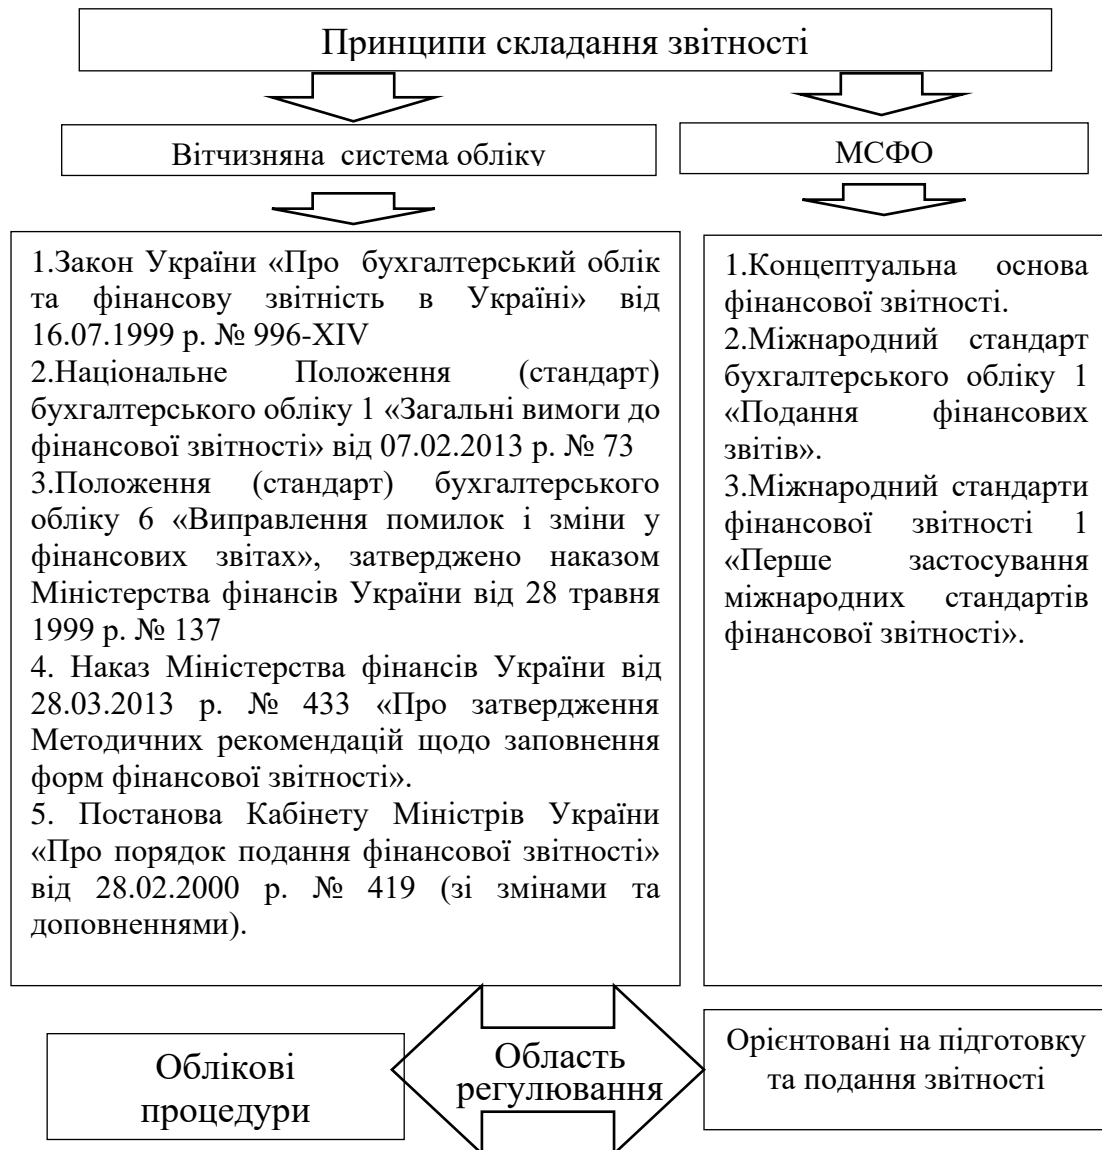 Принципи складання звітності
Вітчизняна система обліку
МСФО
1.Закон України «Про бухгалтерський облік
та фінансову звітність в Україні» від
16.07.1999 р. № 996-XIV
2.Національне Положення (стандарт)
бухгалтерського обліку 1 «Загальні вимоги до
фінансової звітності» від 07.02.2013 р. № 73
3.Положення (стандарт) бухгалтерського
обліку 6 «Виправлення помилок і зміни у
фінансових звітах», затверджено наказом
Міністерства фінансів України від 28 травня
1999 р. № 137
4. Наказ Міністерства фінансів України від
28.03.2013 р. № 433 «Про затвердження
Методичних рекомендацій щодо заповнення
форм фінансової звітності».
5. Постанова Кабінету Міністрів України
«Про порядок подання фінансової звітності»
від 28.02.2000 р. № 419 (зі змінами та
доповненнями).
1.Концептуальна основа
фінансової звітності.
2.Міжнародний стандарт
бухгалтерського обліку 1
«Подання фінансових
звітів».
3.Міжнародний стандарти
фінансової звітності 1
«Перше застосування
міжнародних стандартів
фінансової звітності».
Облікові
процедури
Область
регулювання
Орієнтовані на підготовку
та подання звітності